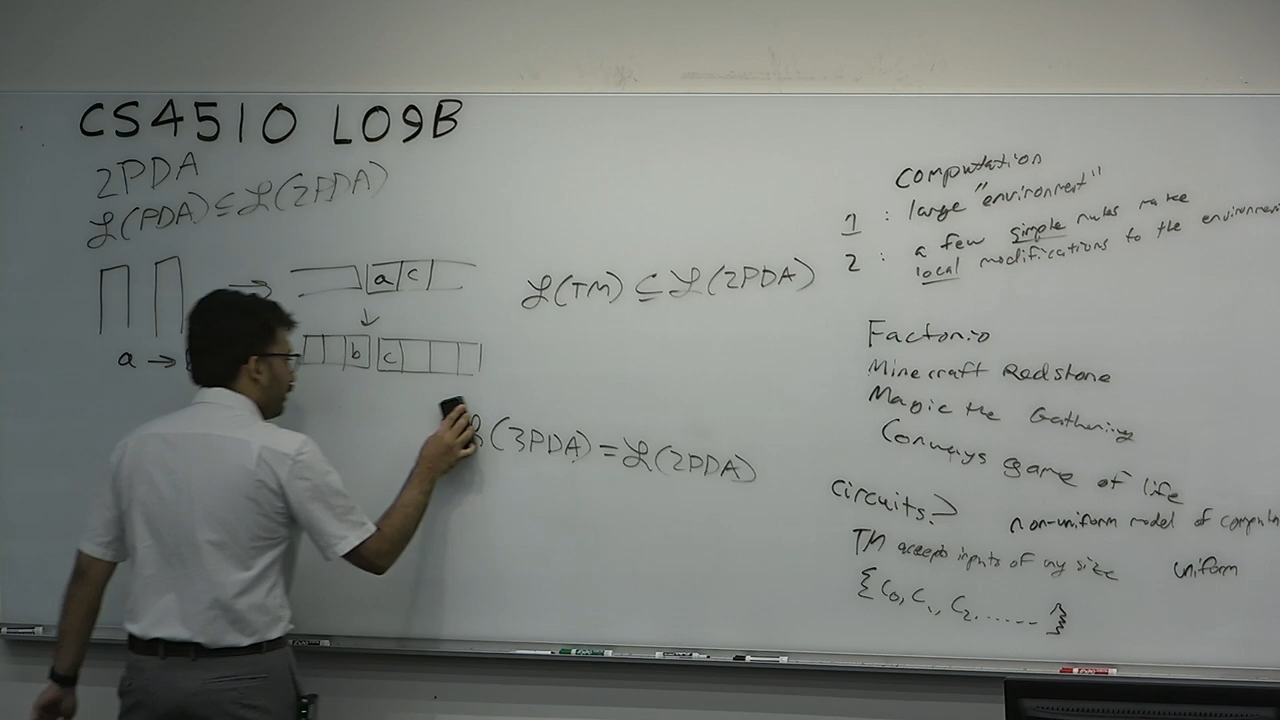 CS4510 L09B
2PDA
ℒ(PDA) ⊆ ℒ(2PDA)
a c
a →
b c
ℒ(TM) ⊆ ℒ(2PDA)
ℒ(3PDA) = ℒ(2PDA)
computation
1 : large "environment"
2 : a few simple rules make
local modifications to the environment
Factorio
Minecraft Redstone
Magic the Gathering
Conways game of life
circuits?
non-uniform model of
TM accepts inputs of any size
uniform
{C0, C1, C2, ...... }